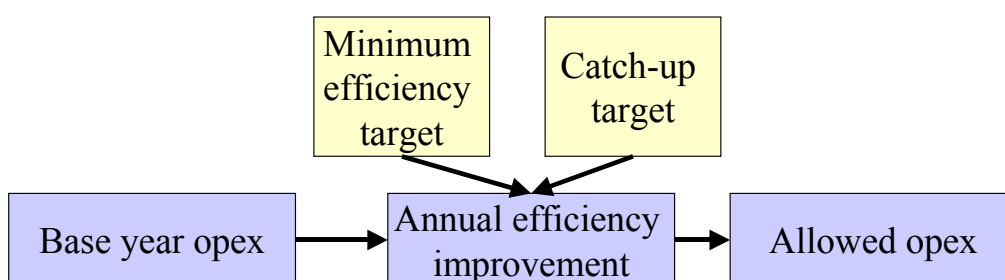 Minimum
efficiency
target
Catch-up
target
Base year opex
Annual efficiency
improvement
Allowed opex